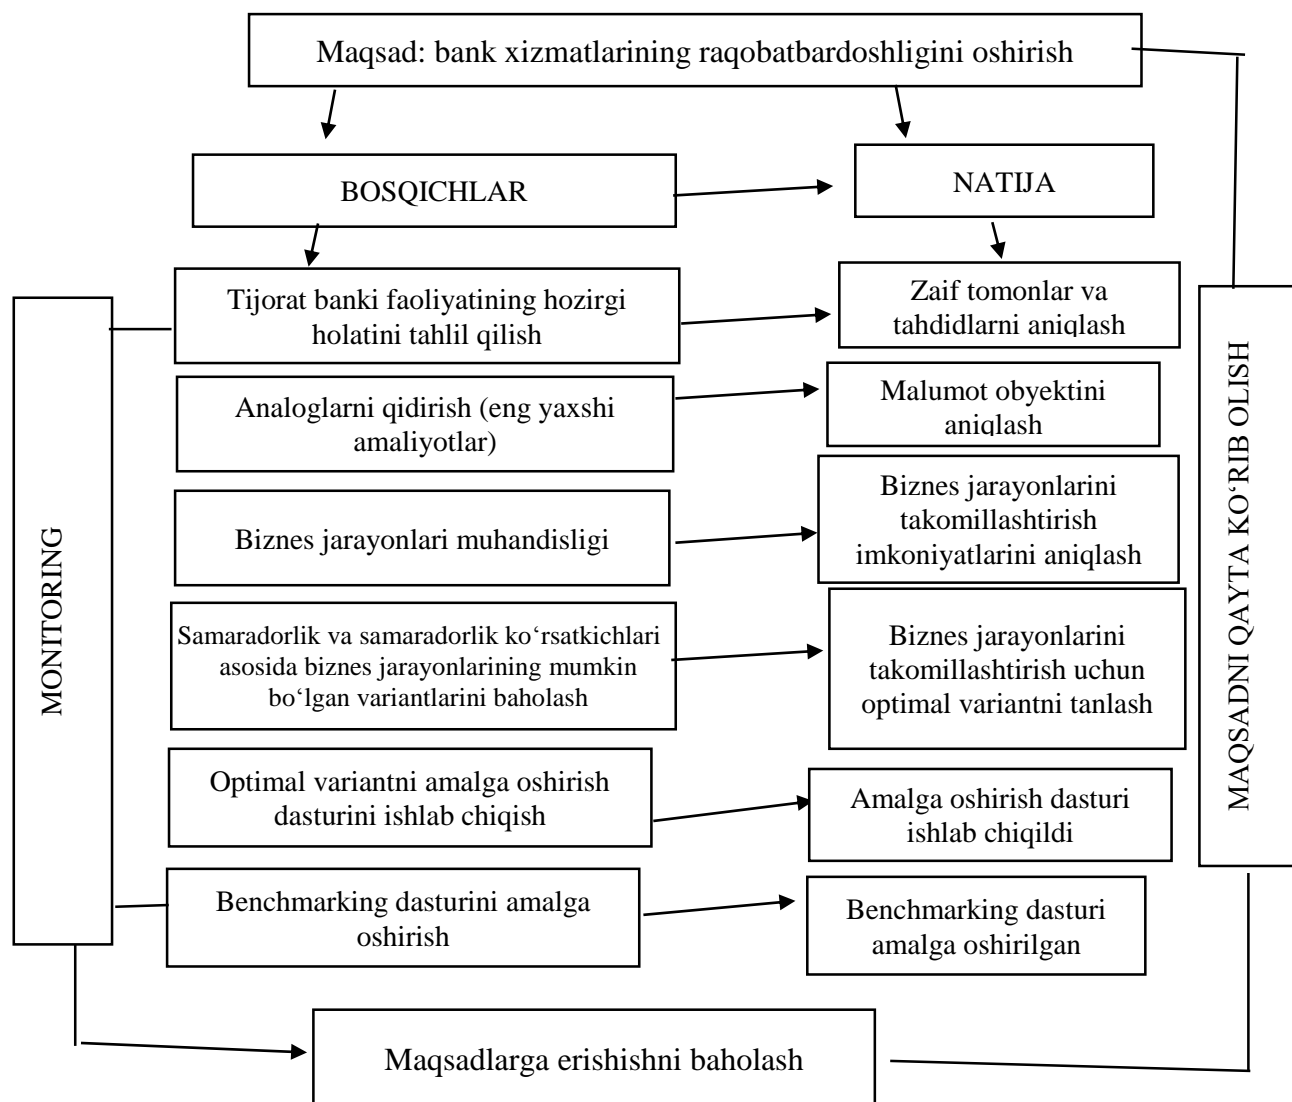 Maqsad: bank xizmatlarining raqobatbardoshligini oshirish
BOSQICHLAR
NATIJA
Tijorat banki faoliyatining hozirgi
holatini tahlil qilish
Zaif tomonlar va
tahdidlarni aniqlash
Analoglarni qidirish (eng yaxshi
amaliyotlar)
Malumot obyektini
aniqlash
Biznes jarayonlari muhandisligi
Biznes jarayonlarini
takomillashtirish
imkoniyatlarini aniqlash
Samaradorlik va samaradorlik ko‘rsatkichlari
asosida biznes jarayonlarining mumkin
bo‘lgan variantlarini baholash
Biznes jarayonlarini
takomillashtirish uchun
optimal variantni tanlash
Optimal variantni amalga oshirish
dasturini ishlab chiqish
Amalga oshirish dasturi
ishlab chiqildi
Benchmarking dasturini amalga
oshirish
Benchmarking dasturi
amalga oshirilgan
MONITORING
MAQSADNI QAYTA KO‘RIB OLISH
Maqsadlarga erishishni baholash